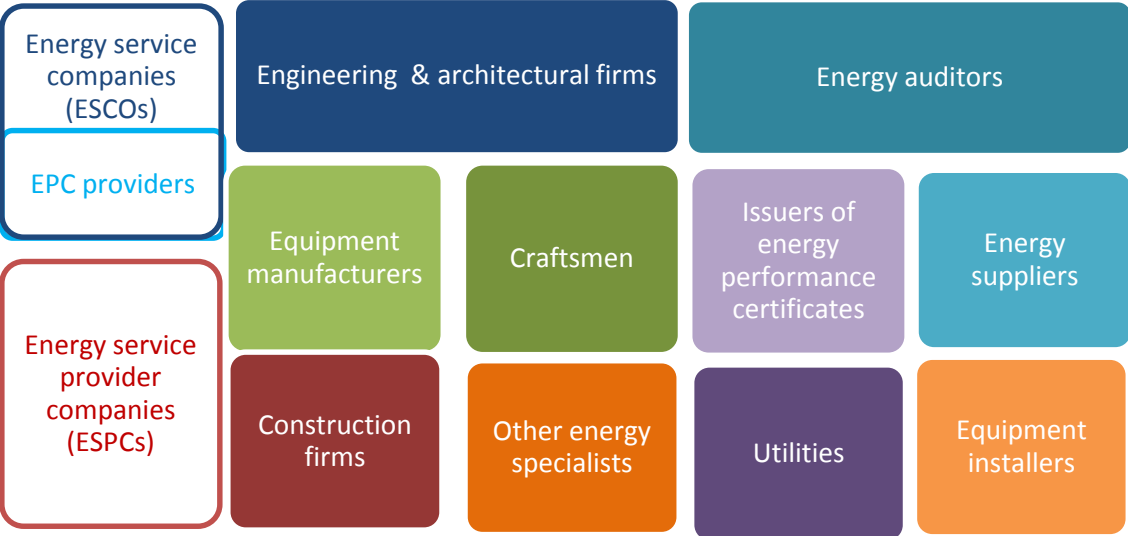 Energy service
companies
(ESCOs)
EPC providers
Energy service
provider
companies
(ESPCs)
Engineering & architectural firms
Energy auditors
Equipment
manufacturers
Craftsmen
Issuers of
energy
performance
certificates
Energy
suppliers
Construction
firms
Other energy
specialists
Utilities
Equipment
installers